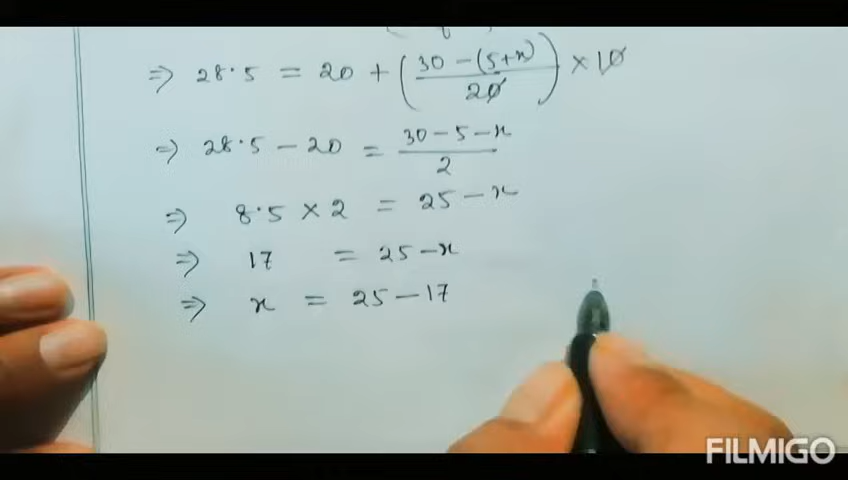 ⇒ 28.5 = 20 + ( (30 - (5+x)) / 20 ) × 10
⇒ 28.5 - 20 = (30 - 5 - x) / 2
⇒ 8.5 × 2 = 25 - x
⇒ 17 = 25 - x
⇒ x = 25 - 17
FILMIGO